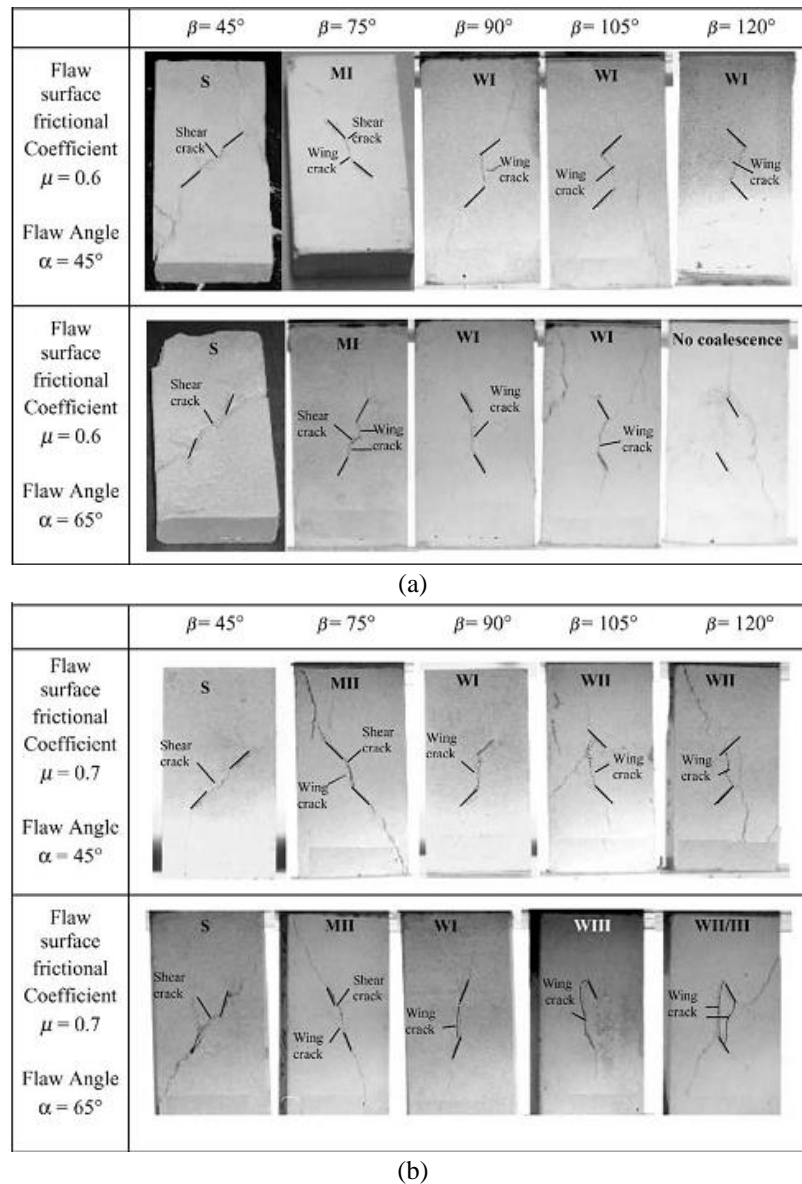 β= 45° β= 75° β= 90° β= 105° β= 120°
Flaw
surface
frictional
Coefficient
μ = 0.6
Flaw Angle
α = 45°
S MI WI WI WI
Shear
crack
Shear
crack
Wing
crack
Wing
crack
Wing
crack
Wing
crack
Flaw
surface
frictional
Coefficient
μ = 0.6
Flaw Angle
α = 65°
S MI WI WI No coalescence
Shear
crack
Shear
crack
Wing
crack
Wing
crack
Wing
crack
(a)
β= 45° β= 75° β= 90° β= 105° β= 120°
Flaw
surface
frictional
Coefficient
μ = 0.7
Flaw Angle
α = 45°
S MII WI WII WII
Shear
crack
Shear
crack
Wing
crack
Wing
crack
Wing
crack
Wing
crack
Flaw
surface
frictional
Coefficient
μ = 0.7
Flaw Angle
α = 65°
S MII WI WIII WII/III
Shear
crack
Shear
crack
Wing
crack
Wing
crack
Wing
crack
Wing
crack
(b)